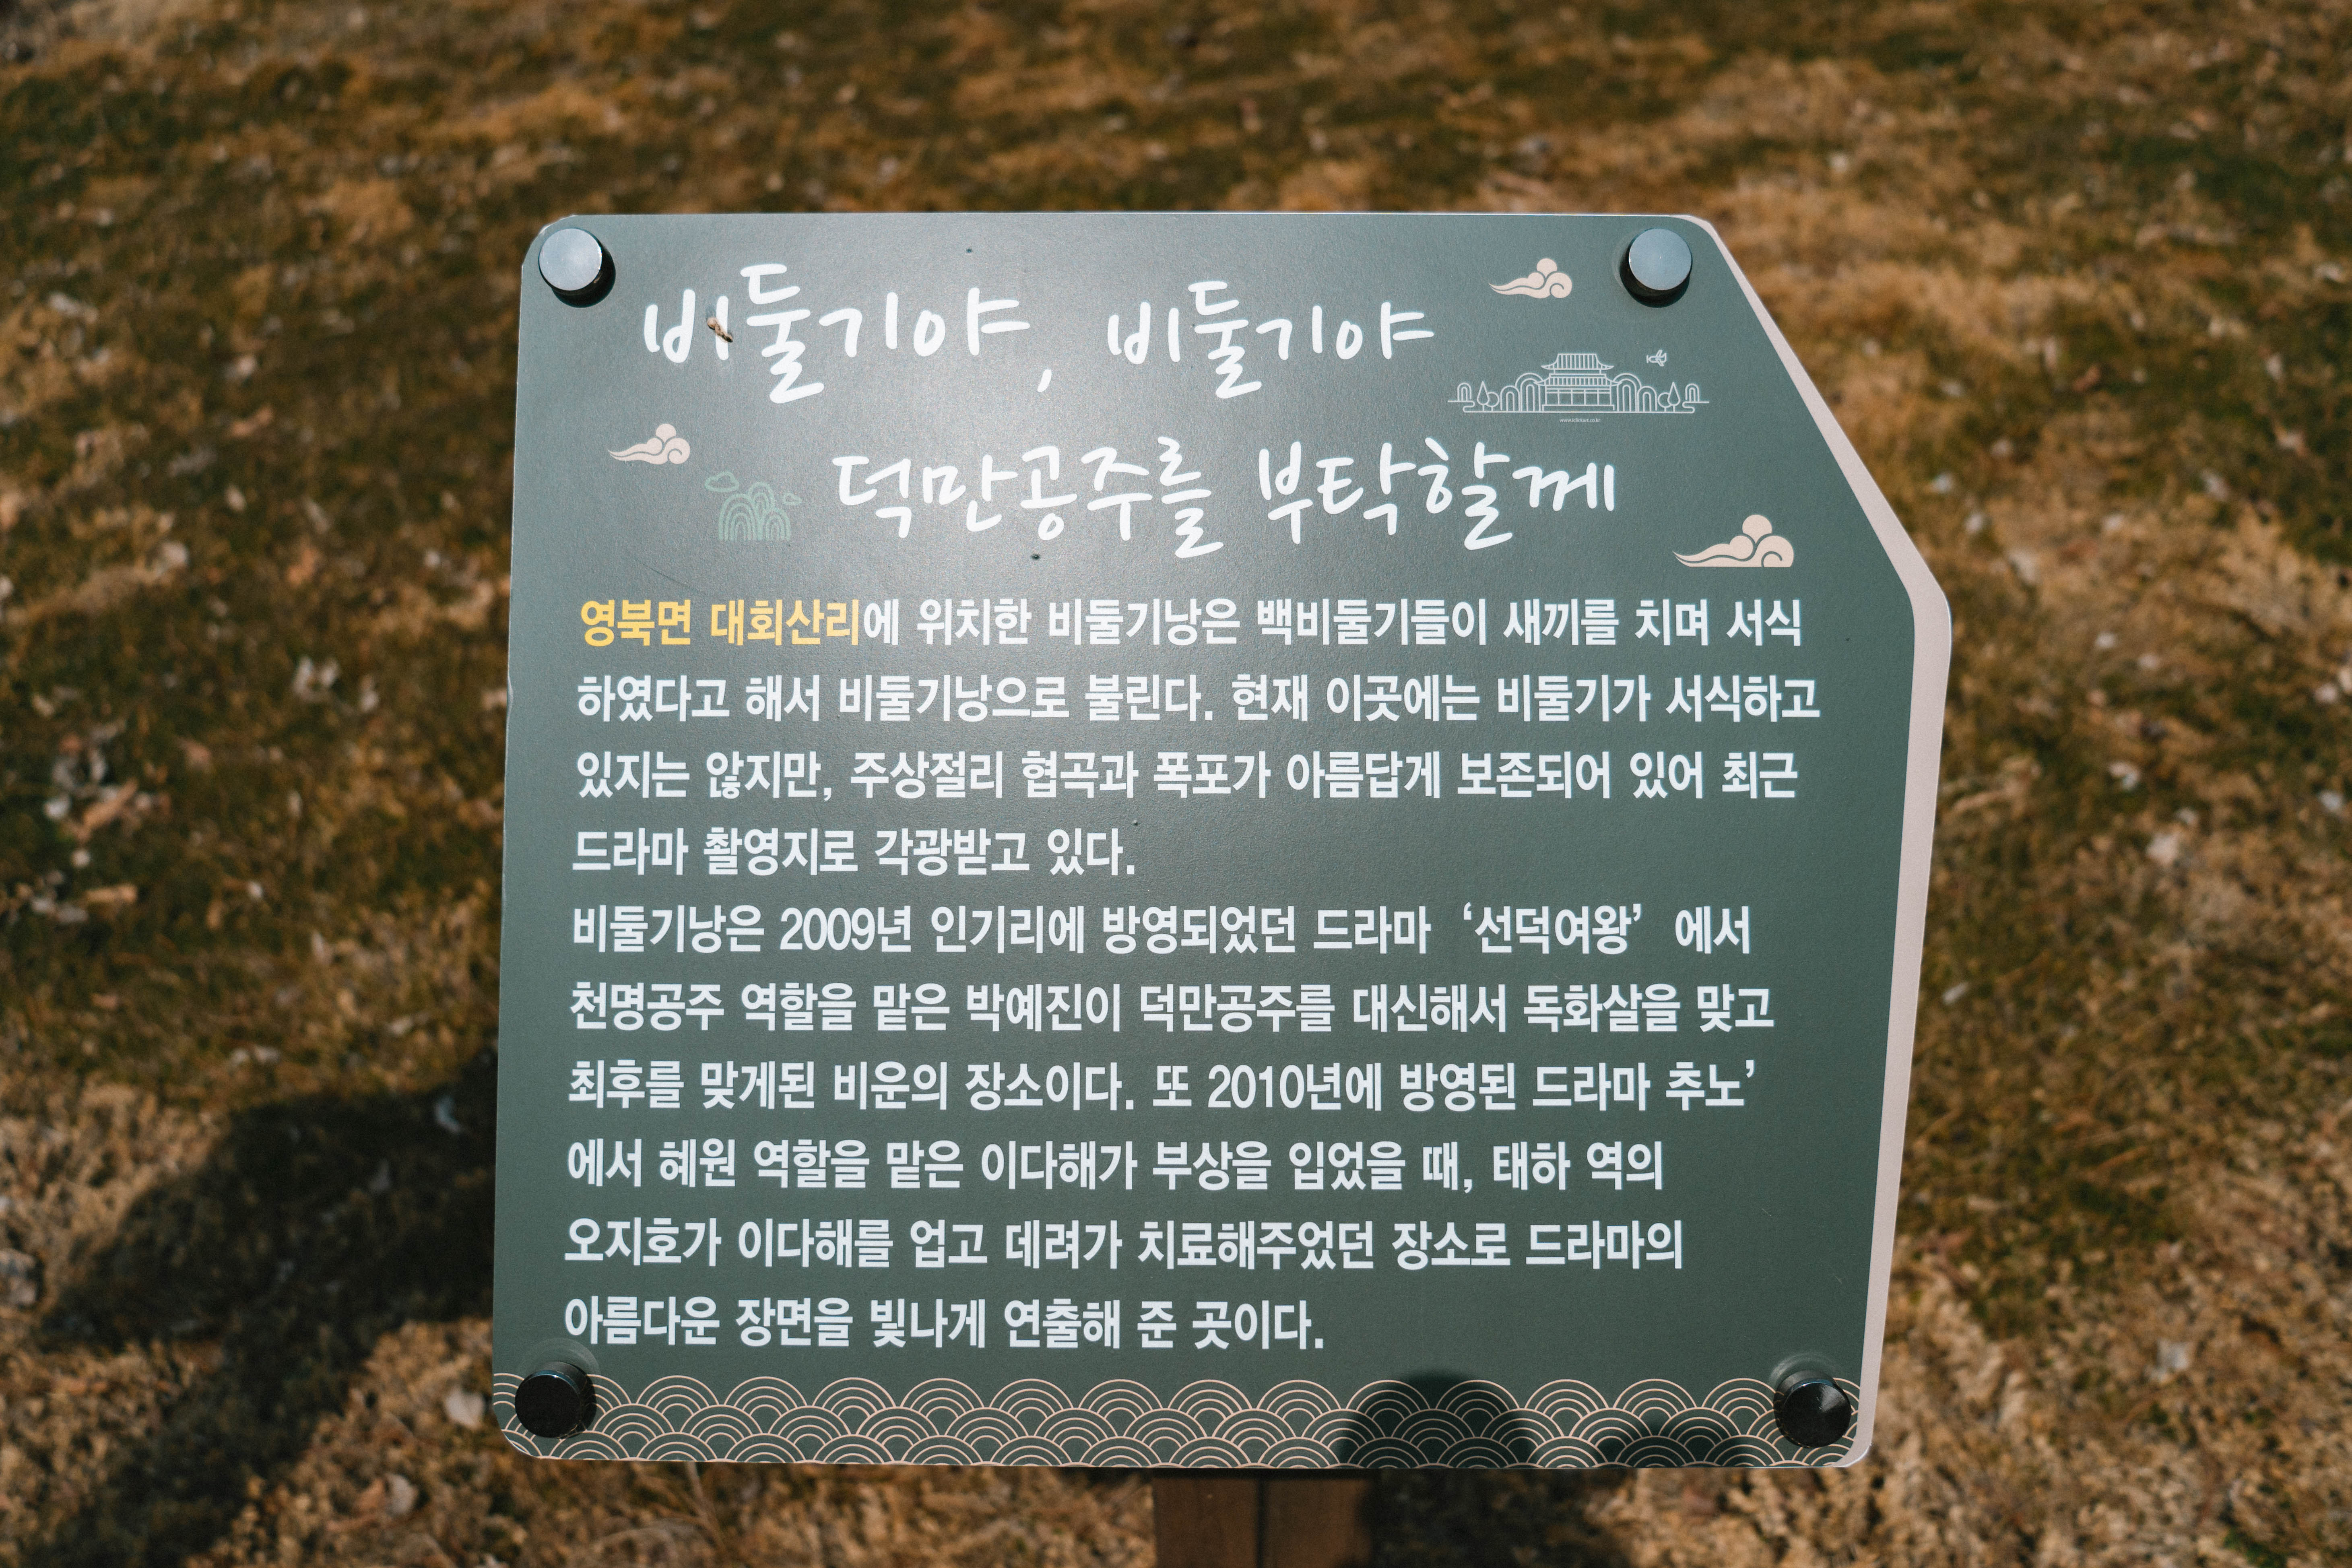 비둘기야, 비둘기야
덕만공주를 부탁할께
영북면 대회산리에 위치한 비둘기낭은 백비둘기들이 새끼를 치며 서식
하였다고 해서 비둘기낭으로 불린다. 현재 이곳에는 비둘기가 서식하고
있지는 않지만, 주상절리 협곡과 폭포가 아름답게 보존되어 있어 최근
드라마 촬영지로 각광받고 있다.
비둘기낭은 2009년 인기리에 방영되었던 드라마 ‘선덕여왕’ 에서
천명공주 역할을 맡은 박예진이 덕만공주를 대신해서 독화살을 맞고
최후를 맞게된 비운의 장소이다. 또 2010년에 방영된 드라마 추노’
에서 혜원 역할을 맡은 이다해가 부상을 입었을 때, 태하 역의
오지호가 이다해를 업고 데려가 치료해주었던 장소로 드라마의
아름다운 장면을 빛나게 연출해 준 곳이다.